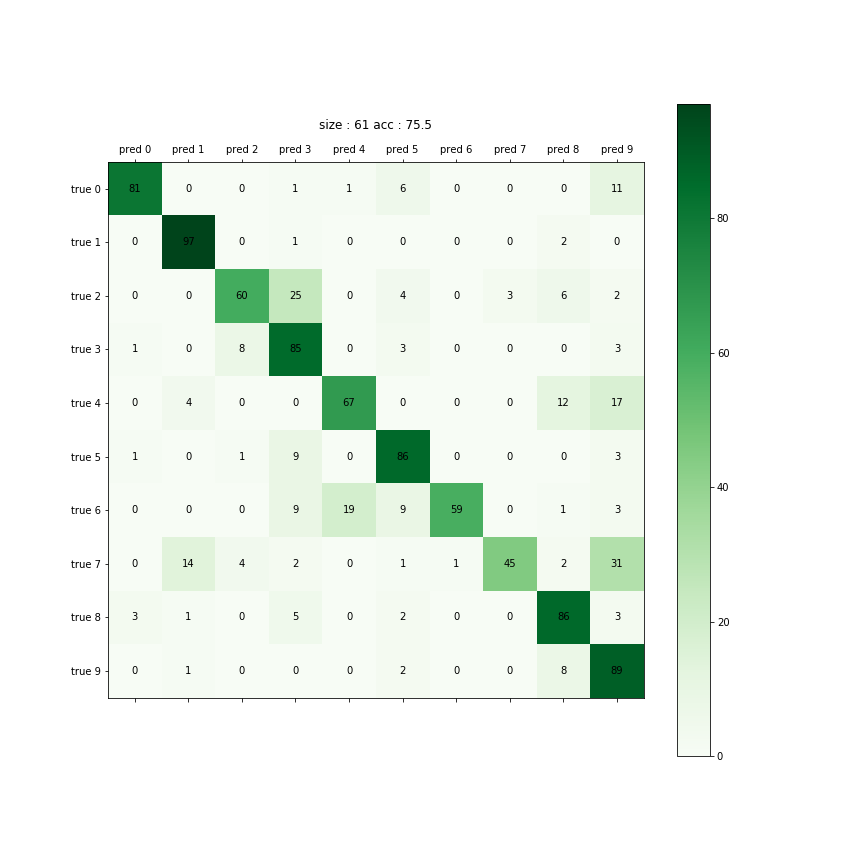 size : 61 acc : 75.5
pred 0 pred 1 pred 2 pred 3 pred 4 pred 5 pred 6 pred 7 pred 8 pred 9
true 0 81 0 0 1 1 6 0 0 0 11
true 1 0 97 0 1 0 0 0 0 2 0
true 2 0 0 60 25 0 4 0 3 6 2
true 3 1 0 8 85 0 3 0 0 0 3
true 4 0 4 0 0 67 0 0 0 12 17
true 5 1 0 1 9 0 86 0 0 0 3
true 6 0 0 0 9 19 9 59 0 1 3
true 7 0 14 4 2 0 1 1 45 2 31
true 8 3 1 0 5 0 2 0 0 86 3
true 9 0 1 0 0 0 2 0 0 8 89
80
60
40
20
0